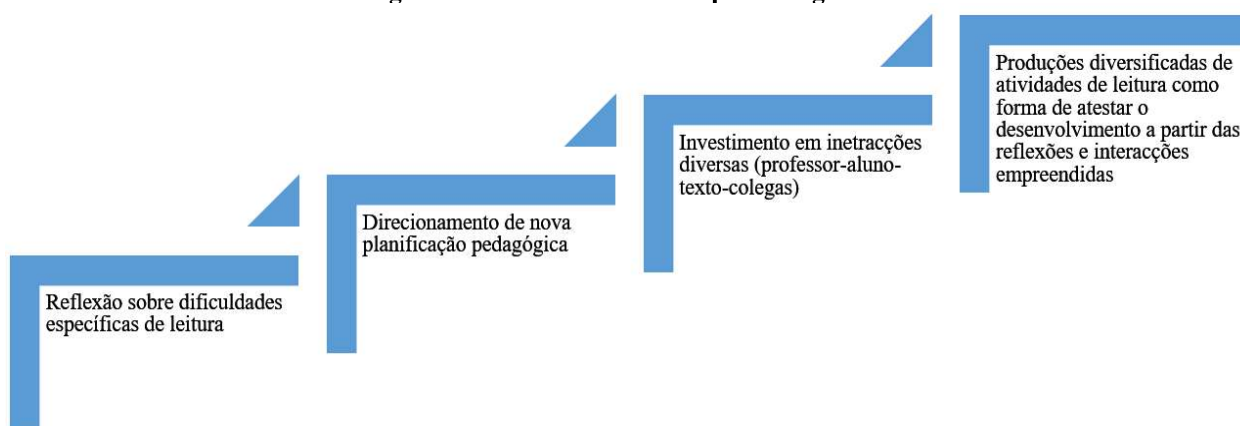 Reflexão sobre dificuldades
específicas de leitura
Direcionamento de nova
planificação pedagógica
Investimento em inetracções
diversas (professor-aluno-
texto-colegas)
Produções diversificadas de
atividades de leitura como
forma de atestar o
desenvolvimento a partir das
reflexões e interacções
empreendidas